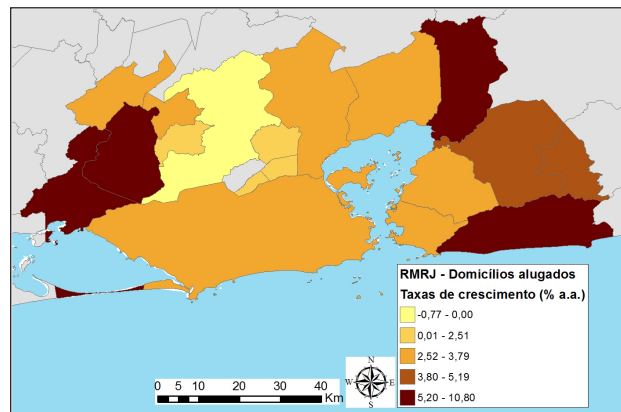 RMRJ - Domicílios alugados
Taxas de crescimento (% a.a.)
-0,77 - 0,00
0,01 - 2,51
2,52 - 3,79
3,80 - 5,19
5,20 - 10,80
N
W E
S
0 5 10 20 30 40
Km